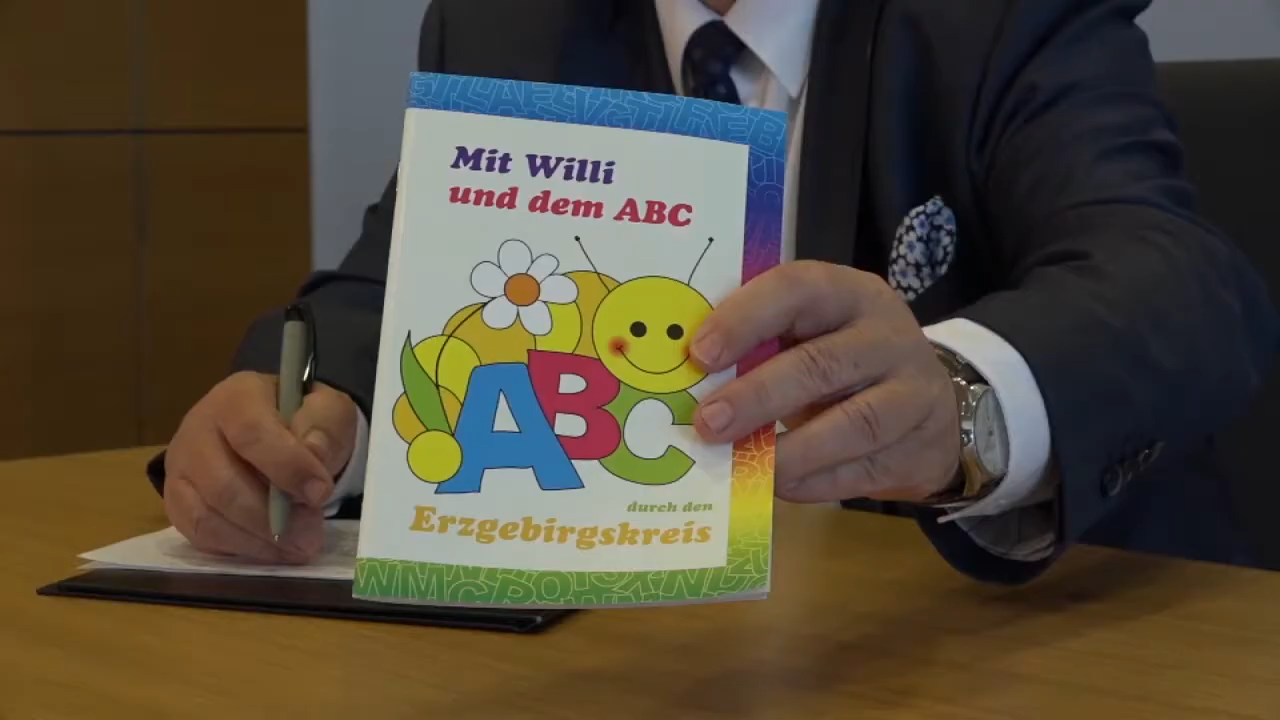 Mit Willi
und dem ABC
ABC
durch den
Erzgebirgskreis